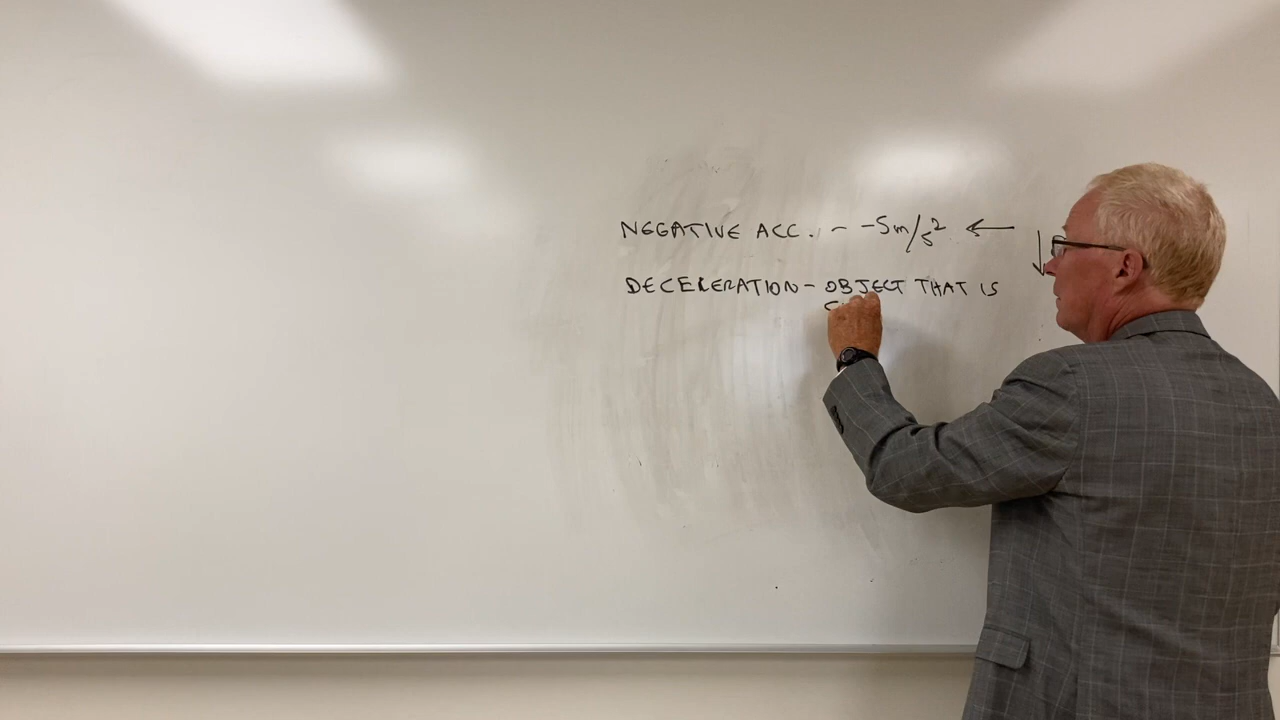 NEGATIVE ACC. - -5m/s² ←  ↓
DECELERATION - OBJECT THAT IS